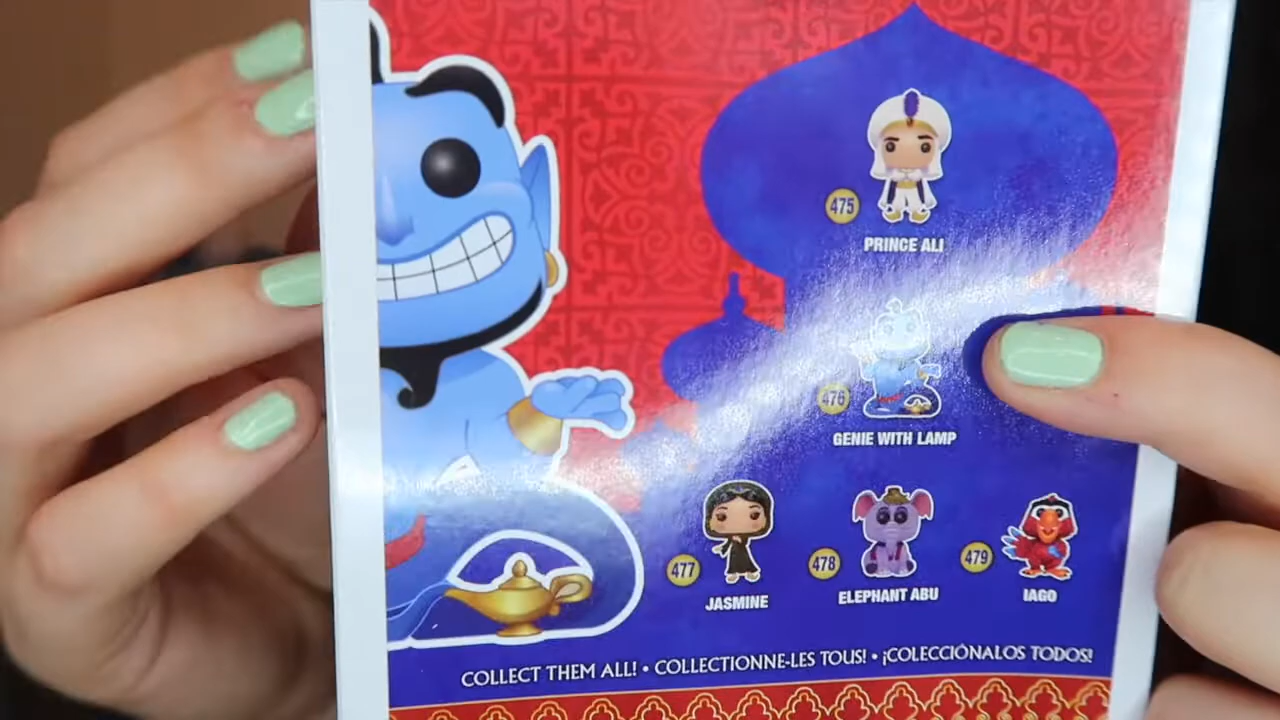 475
PRINCE ALI
476
GENIE WITH LAMP
477
JASMINE
478
ELEPHANT ABU
479
IAGO
COLLECT THEM ALL! • COLLECTIONNE-LES TOUS! • ¡COLECCIÓNALOS TODOS!